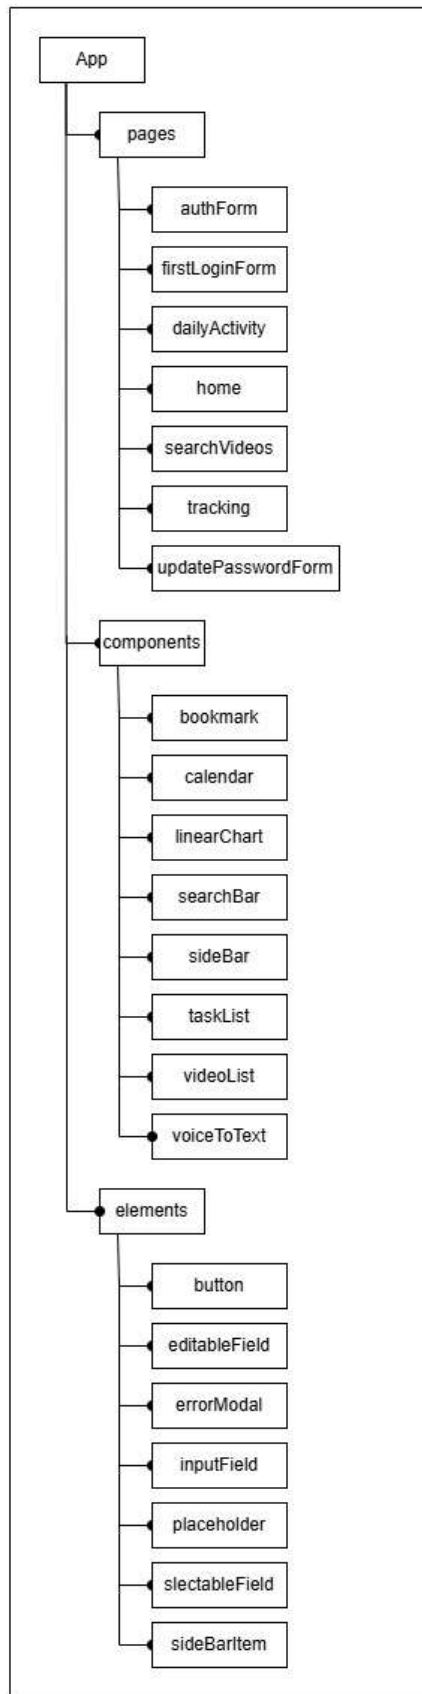 App
pages
authForm
firstLoginForm
dailyActivity
home
searchVideos
tracking
updatePasswordForm
components
bookmark
calendar
linearChart
searchBar
sideBar
taskList
videoList
voiceToText
elements
button
editableField
errorModal
inputField
placeholder
slectableField
sideBarItem